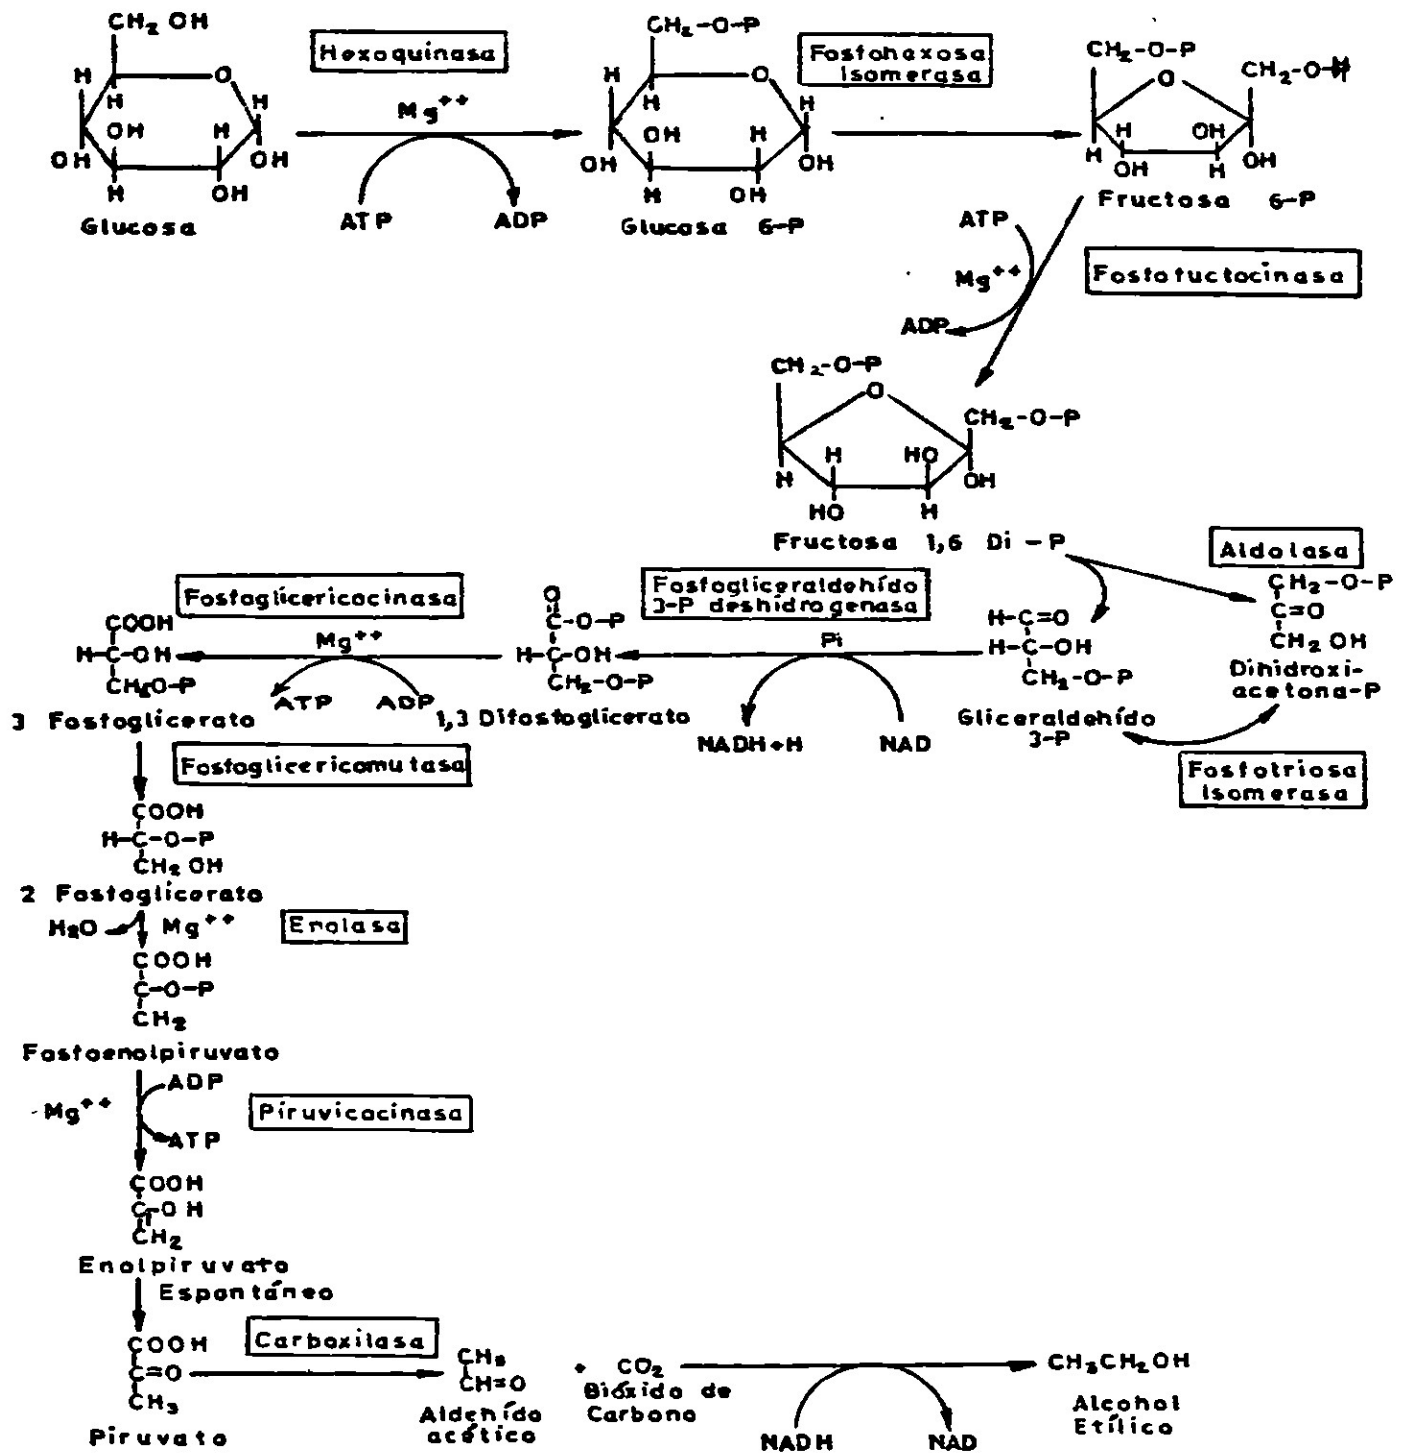 CH₂ OH
H
O
H
H
OH
H
OH
OH
H
OH
Glucosa
Hexoquinasa
Mg⁺⁺
ATP
ADP
CH₂-O-P
H
O
H
H
OH
H
OH
OH
H
OH
Glucosa 6-P
Fosfohexosa
Isomerasa
CH₂-O-P
O
CH₂-O-H
H
OH
H
OH
H
OH
Fructosa 6-P
ATP
Mg⁺⁺
ADP
Fosfofuctocinasa
CH₂-O-P
O
CH₂-O-P
H
HO
H
OH
HO
H
Fructosa 1,6 Di-P
Aldolasa
CH₂-O-P
C=O
CH₂ OH
Dihidroxi-
acetona-P
H-C=O
H-C-OH
CH₂-O-P
Gliceraldehído
3-P
Fosfotriosa
Isomerasa
Fosfogliceraldehído
3-P deshidrogenasa
Pi
NADH+H
NAD
O
C-O-P
H-C-OH
CH₂-O-P
1,3 Difosfoglicerato
Fosfoglicericocinasa
Mg⁺⁺
ATP
ADP
COOH
H-C-OH
CH₂O-P
3 Fosfoglicerato
Fosfoglicericomutasa
COOH
H-C-O-P
CH₂ OH
2 Fosfoglicerato
H₂O
Mg⁺⁺
Enolasa
COOH
C-O-P
CH₂
Fosfoenolpiruvato
ADP
Mg⁺⁺
ATP
Piruvicocinasa
COOH
C-OH
CH₂
Enolpiruvato
Espontáneo
COOH
C=O
CH₃
Piruvato
Carboxilasa
CH₃
CH=O
Aldehído
acético
+ CO₂
Bióxido de
Carbono
NADH
NAD
CH₃CH₂OH
Alcohol
Etílico